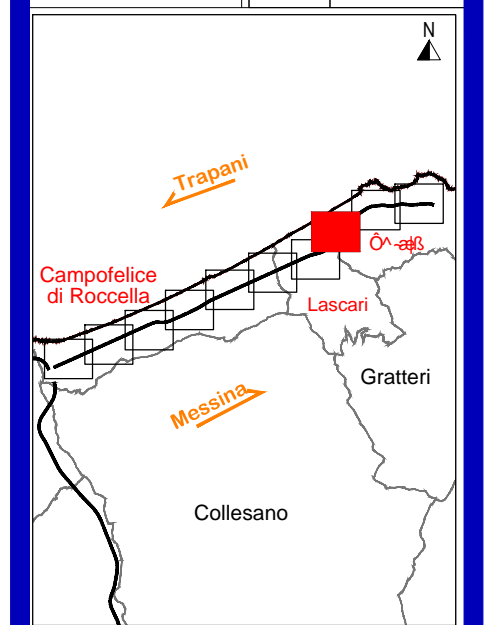 N
Trapani
Campofelice
di Roccella
Lascari
Gratteri
Messina
Collesano